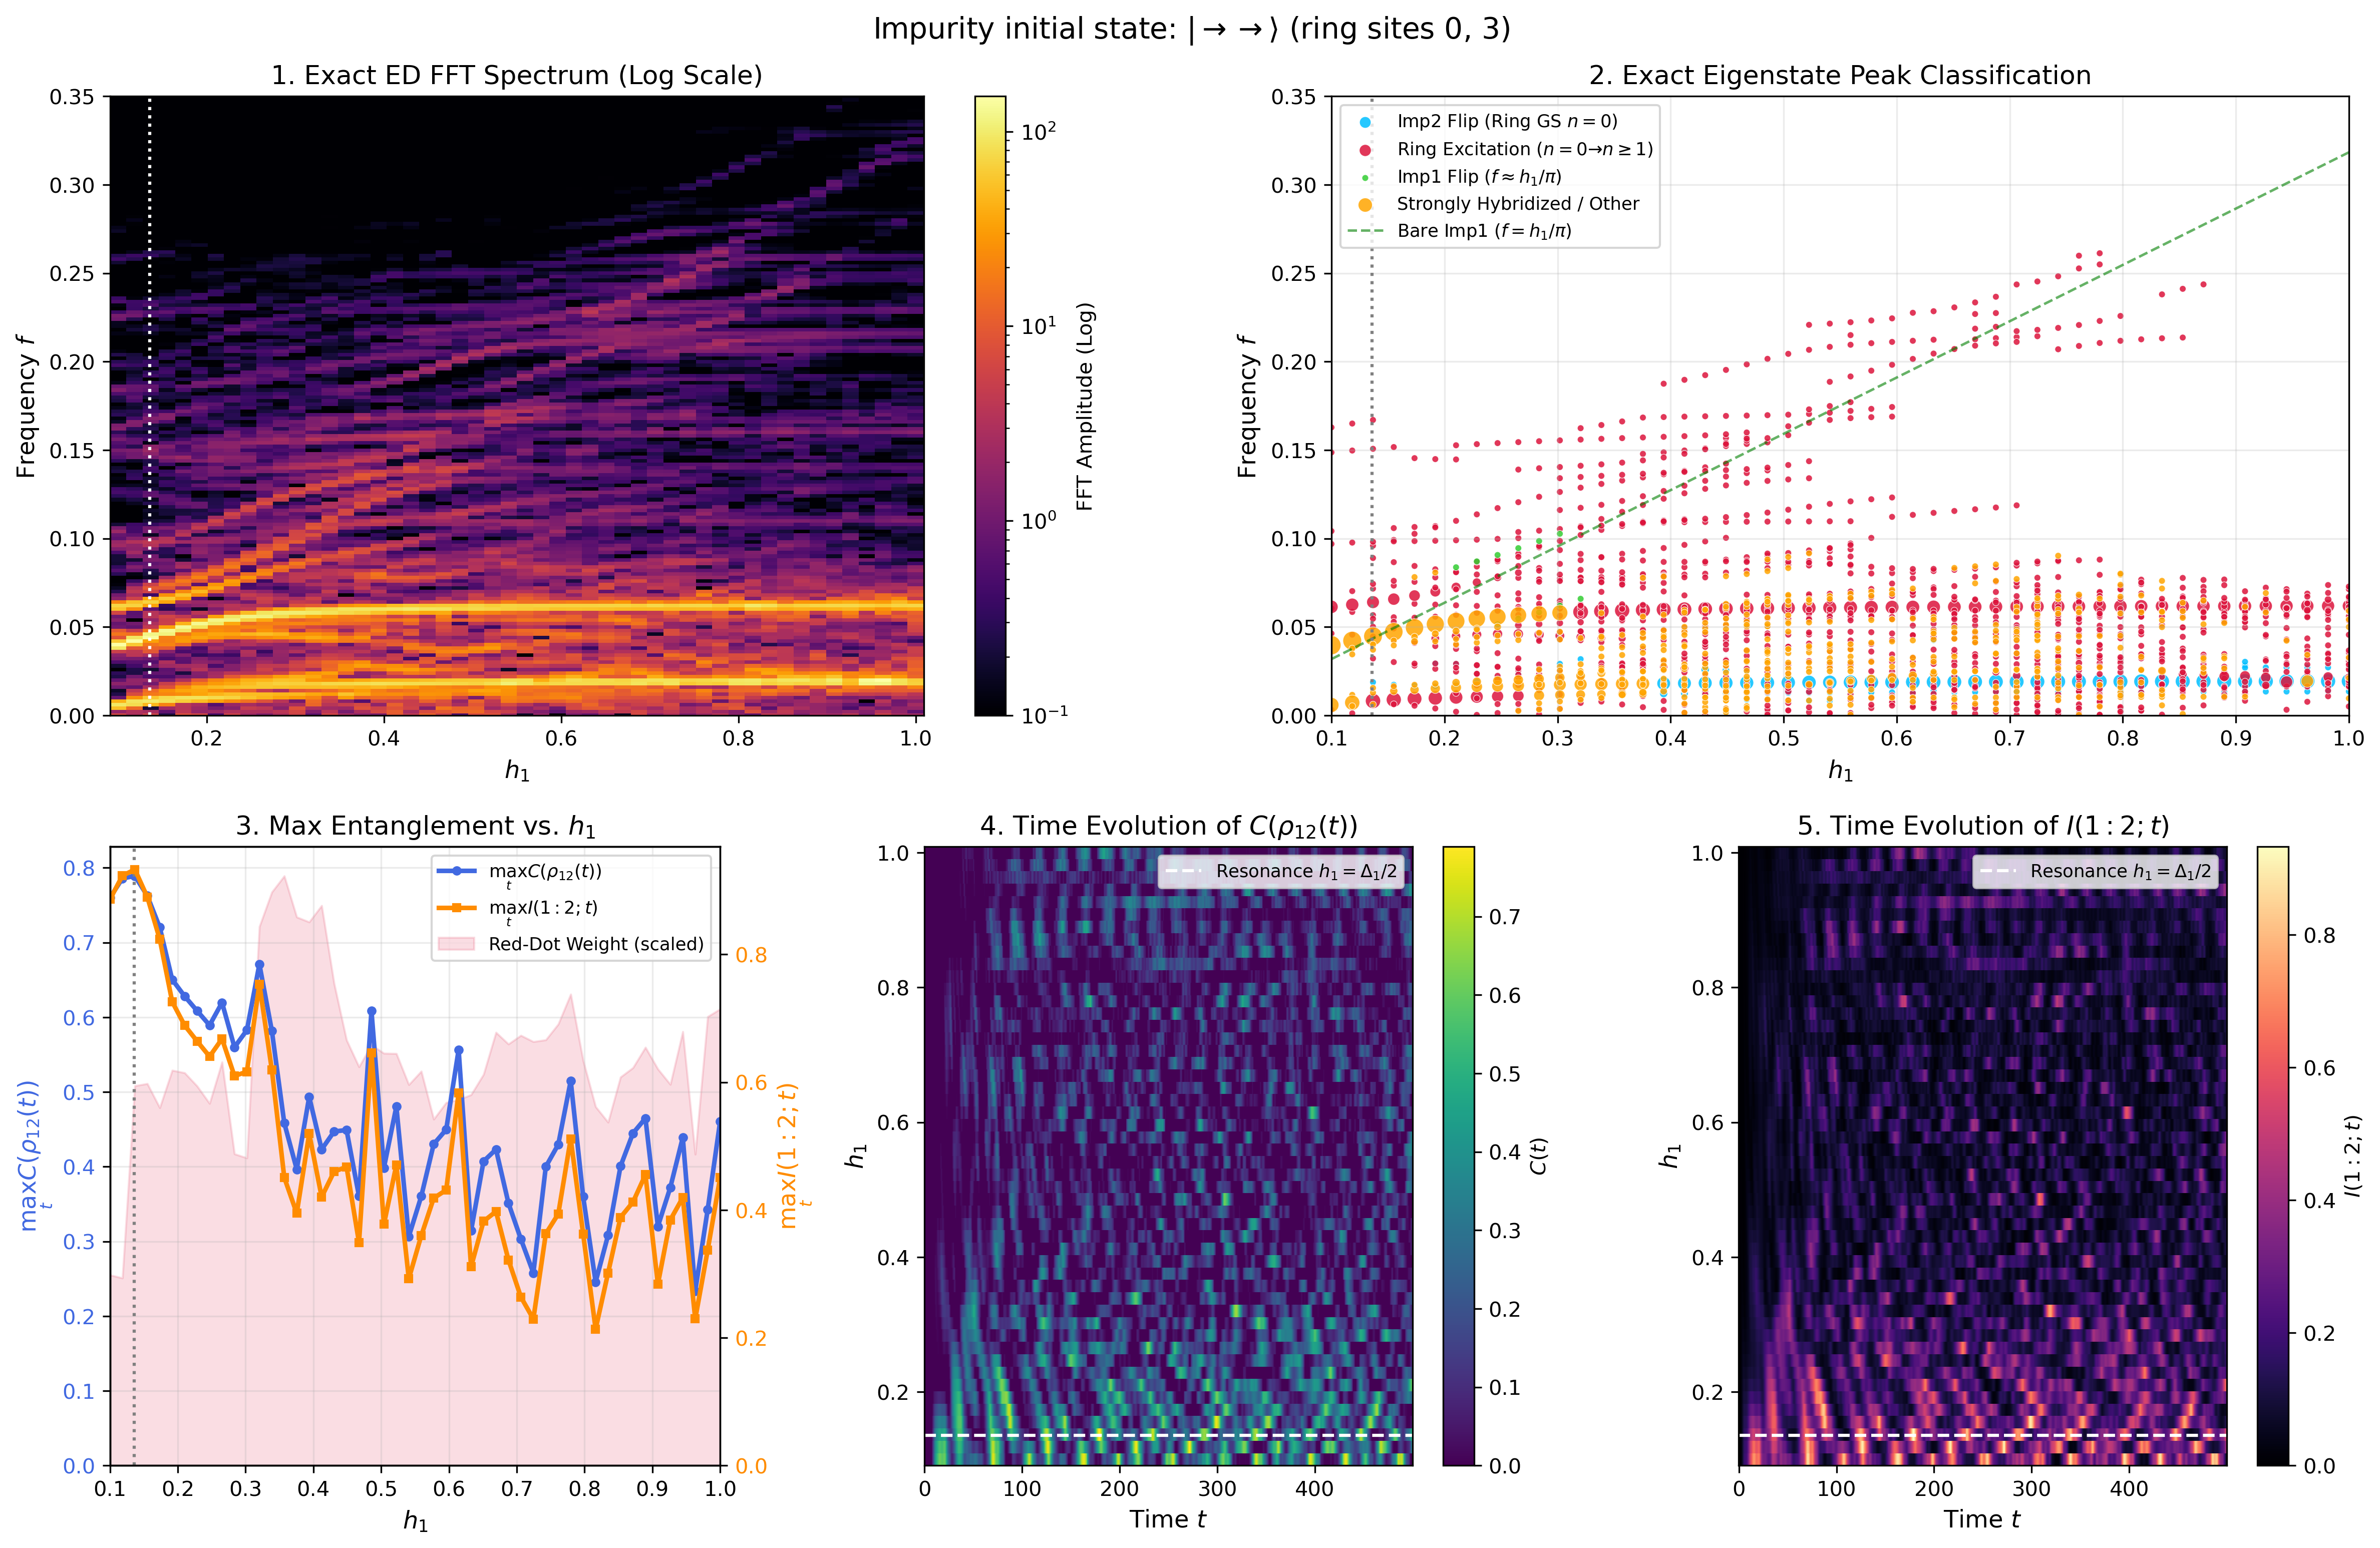 Impurity initial state: |→→⟩ (ring sites 0, 3)
1. Exact ED FFT Spectrum (Log Scale)
0.35
0.30
0.25
0.20
0.15
0.10
0.05
0.00
Frequency f
0.2
0.4
0.6
0.8
1.0
h₁
10²
10¹
10⁰
10⁻¹
FFT Amplitude (Log)
2. Exact Eigenstate Peak Classification
Imp2 Flip (Ring GS n = 0)
Ring Excitation (n = 0→n ≥ 1)
Imp1 Flip (f ≈ h₁/π)
Strongly Hybridized / Other
Bare Imp1 (f = h₁/π)
0.35
0.30
0.25
0.20
0.15
0.10
0.05
0.00
Frequency f
0.1
0.2
0.3
0.4
0.5
0.6
0.7
0.8
0.9
1.0
h₁
3. Max Entanglement vs. h₁
max C(ρ₁₂(t))
t
max I(1 : 2; t)
t
Red-Dot Weight (scaled)
0.8
0.7
0.6
0.5
0.4
0.3
0.2
0.1
0.0
max C(ρ₁₂(t))
t
0.1
0.2
0.3
0.4
0.5
0.6
0.7
0.8
0.9
1.0
h₁
0.8
0.6
0.4
0.2
0.0
max I(1 : 2; t)
t
4. Time Evolution of C(ρ₁₂(t))
Resonance h₁ = Δ₁/2
1.0
0.8
0.6
0.4
0.2
h₁
0
100
200
300
400
Time t
0.7
0.6
0.5
0.4
0.3
0.2
0.1
0.0
C(t)
5. Time Evolution of I(1 : 2; t)
Resonance h₁ = Δ₁/2
1.0
0.8
0.6
0.4
0.2
h₁
0
100
200
300
400
Time t
0.8
0.6
0.4
0.2
0.0
I(1 : 2; t)